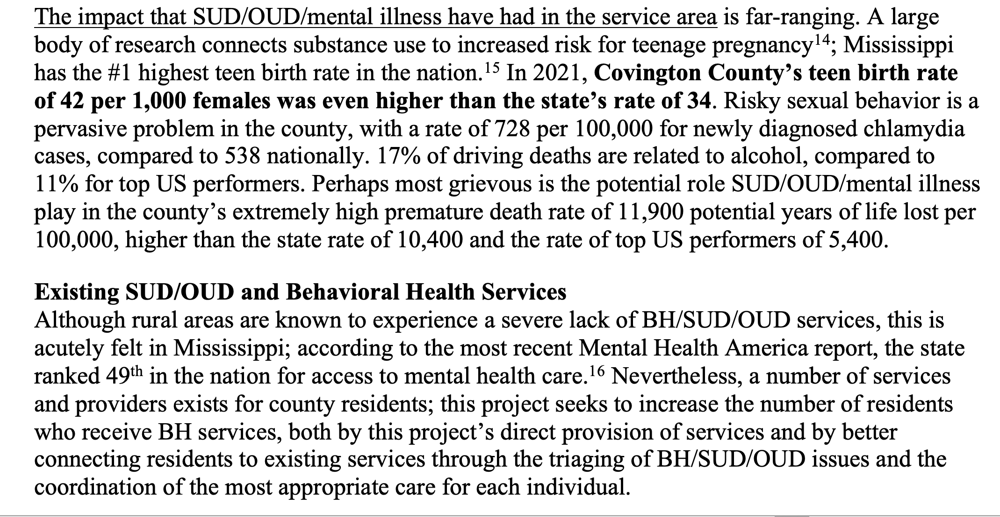 The impact that SUD/OUD/mental illness have had in the service area is far-ranging. A large
body of research connects substance use to increased risk for teenage pregnancy14; Mississippi
has the #1 highest teen birth rate in the nation.15 In 2021, Covington County’s teen birth rate
of 42 per 1,000 females was even higher than the state’s rate of 34. Risky sexual behavior is a
pervasive problem in the county, with a rate of 728 per 100,000 for newly diagnosed chlamydia
cases, compared to 538 nationally. 17% of driving deaths are related to alcohol, compared to
11% for top US performers. Perhaps most grievous is the potential role SUD/OUD/mental illness
play in the county’s extremely high premature death rate of 11,900 potential years of life lost per
100,000, higher than the state rate of 10,400 and the rate of top US performers of 5,400.
Existing SUD/OUD and Behavioral Health Services
Although rural areas are known to experience a severe lack of BH/SUD/OUD services, this is
acutely felt in Mississippi; according to the most recent Mental Health America report, the state
ranked 49th in the nation for access to mental health care.16 Nevertheless, a number of services
and providers exists for county residents; this project seeks to increase the number of residents
who receive BH services, both by this project’s direct provision of services and by better
connecting residents to existing services through the triaging of BH/SUD/OUD issues and the
coordination of the most appropriate care for each individual.